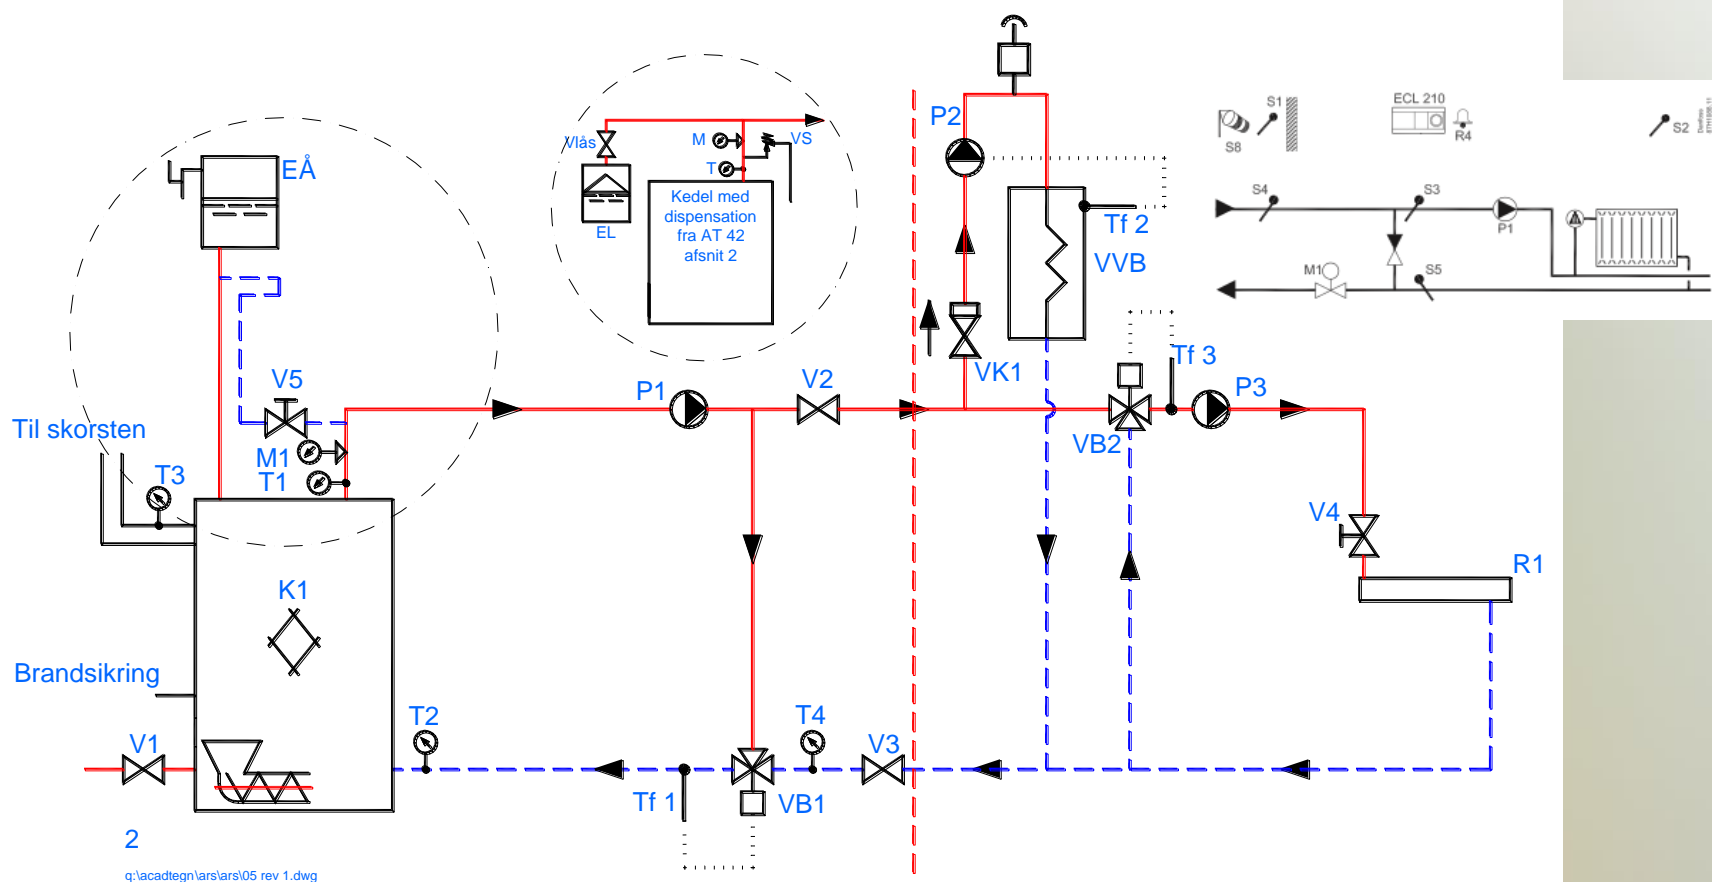 P2
S1
ECL 210
S8
R4
S2
Vlås
M
VS
T
EÅ
Kedel med
dispensation
fra AT 42
afsnit 2
EL
Tf 2
VVB
S4
S3
P1
M1
S5
V5
P1
V2
VK1
Tf 3
P3
Til skorsten
M1
T1
T3
VB2
V4
K1
R1
Brandsikring
V1
T2
T4
V3
Tf 1
VB1
2
q:\acadtegn\ars\ars\05 rev 1.dwg